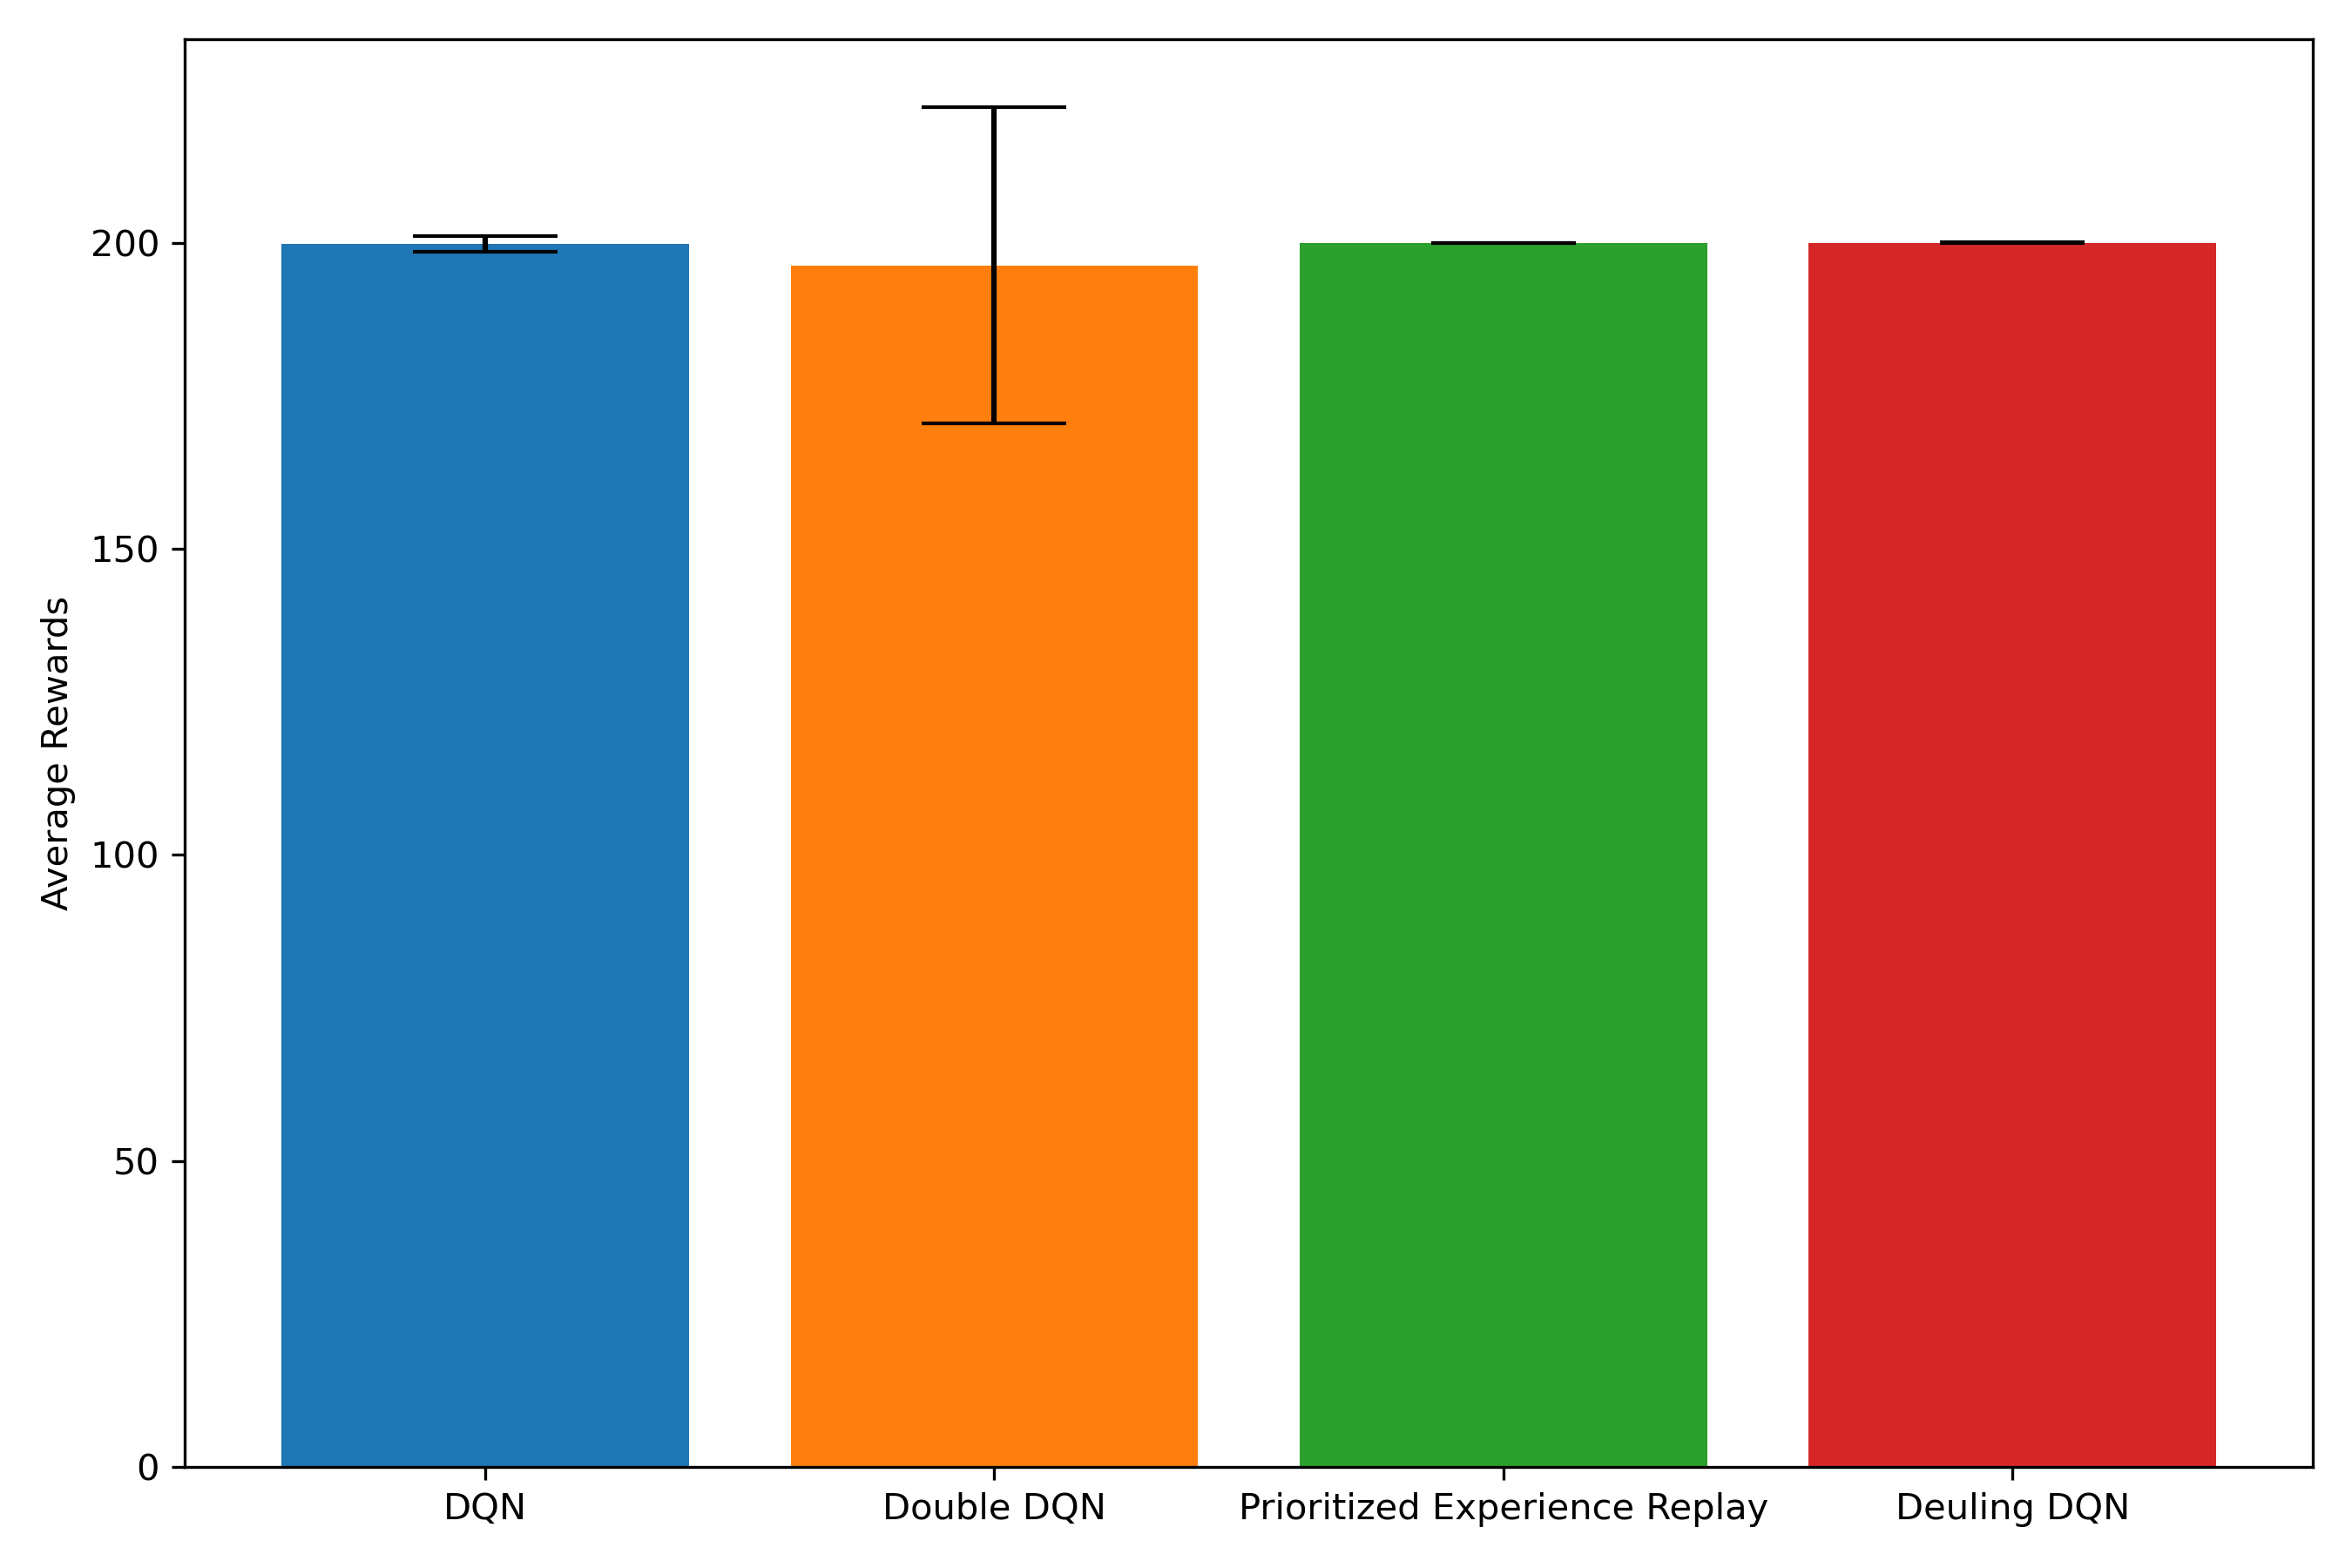 Average Rewards
200
150
100
50
0
DQN
Double DQN
Prioritized Experience Replay
Deuling DQN